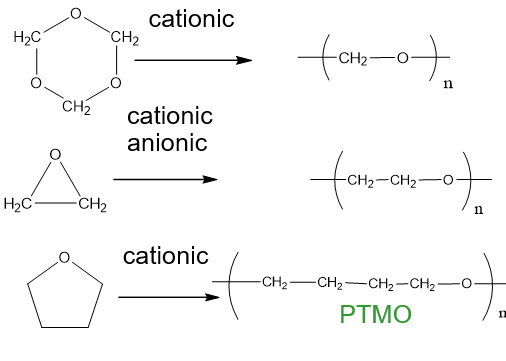 O cationic
H₂C CH₂
CH₂ O
O O n
CH₂
cationic
anionic
O
CH₂ CH₂ O
H₂C CH₂ n
cationic
O
CH₂ CH₂ CH₂ CH₂ O
PTMO n